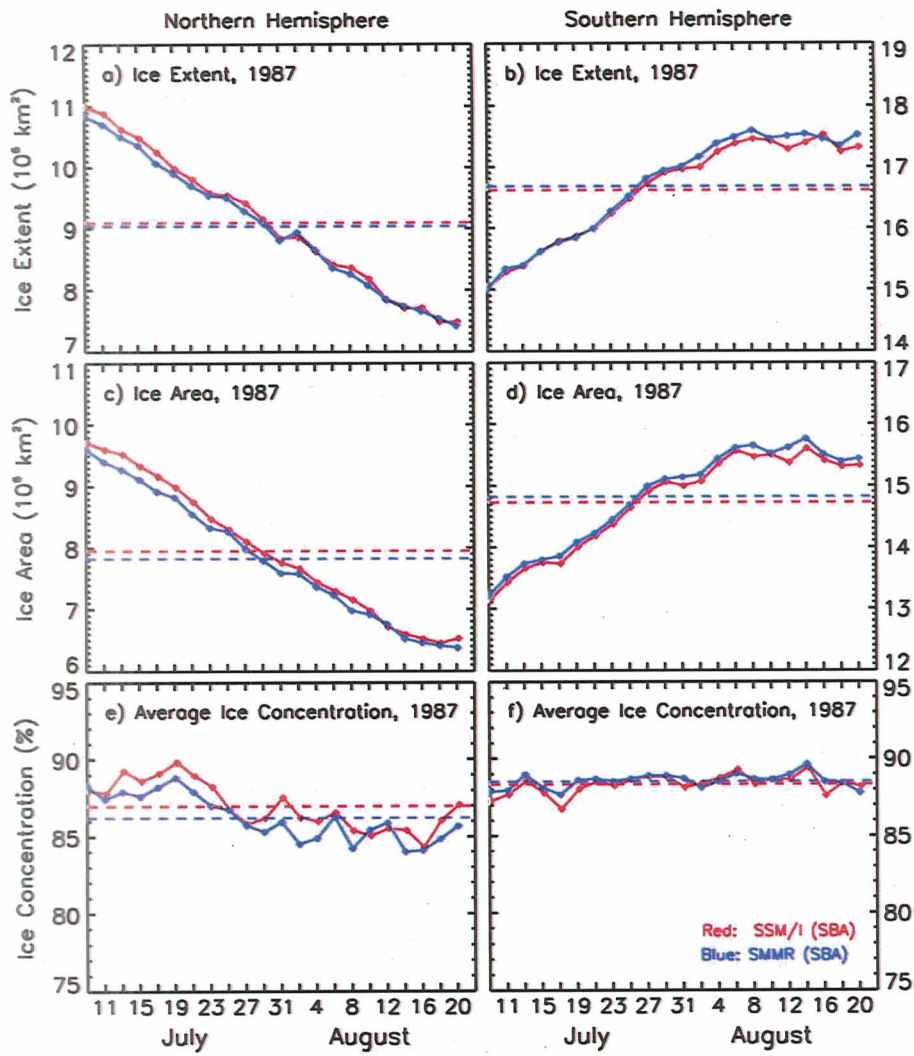 Northern Hemisphere
Southern Hemisphere
a) Ice Extent, 1987
b) Ice Extent, 1987
Ice Extent (10⁶ km²)
12
11
10
9
8
7
19
18
17
16
15
14
c) Ice Area, 1987
d) Ice Area, 1987
Ice Area (10⁶ km²)
11
10
9
8
7
6
17
16
15
14
13
12
e) Average Ice Concentration, 1987
f) Average Ice Concentration, 1987
Ice Concentration (%)
95
90
85
80
75
95
90
85
80
75
Red: SSM/I (SBA)
Blue: SMMR (SBA)
11 15 19 23 27 31 4 8 12 16 20
11 15 19 23 27 31 4 8 12 16 20
July August
July August